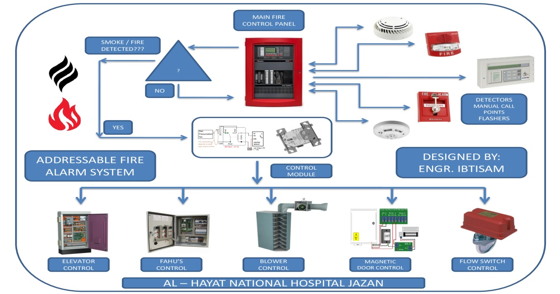 MAIN FIRE
CONTROL PANEL
SMOKE / FIRE
DETECTED???
?
NO
YES
FIRE
DETECTORS
MANUAL CALL
POINTS
FLASHERS
ADDRESSABLE FIRE
ALARM SYSTEM
CONTROL
MODULE
DESIGNED BY:
ENGR. IBTISAM
ELEVATOR
CONTROL
FAHU'S
CONTROL
BLOWER
CONTROL
MAGNETIC
DOOR CONTROL
FLOW SWITCH
CONTROL
AL – HAYAT NATIONAL HOSPITAL JAZAN